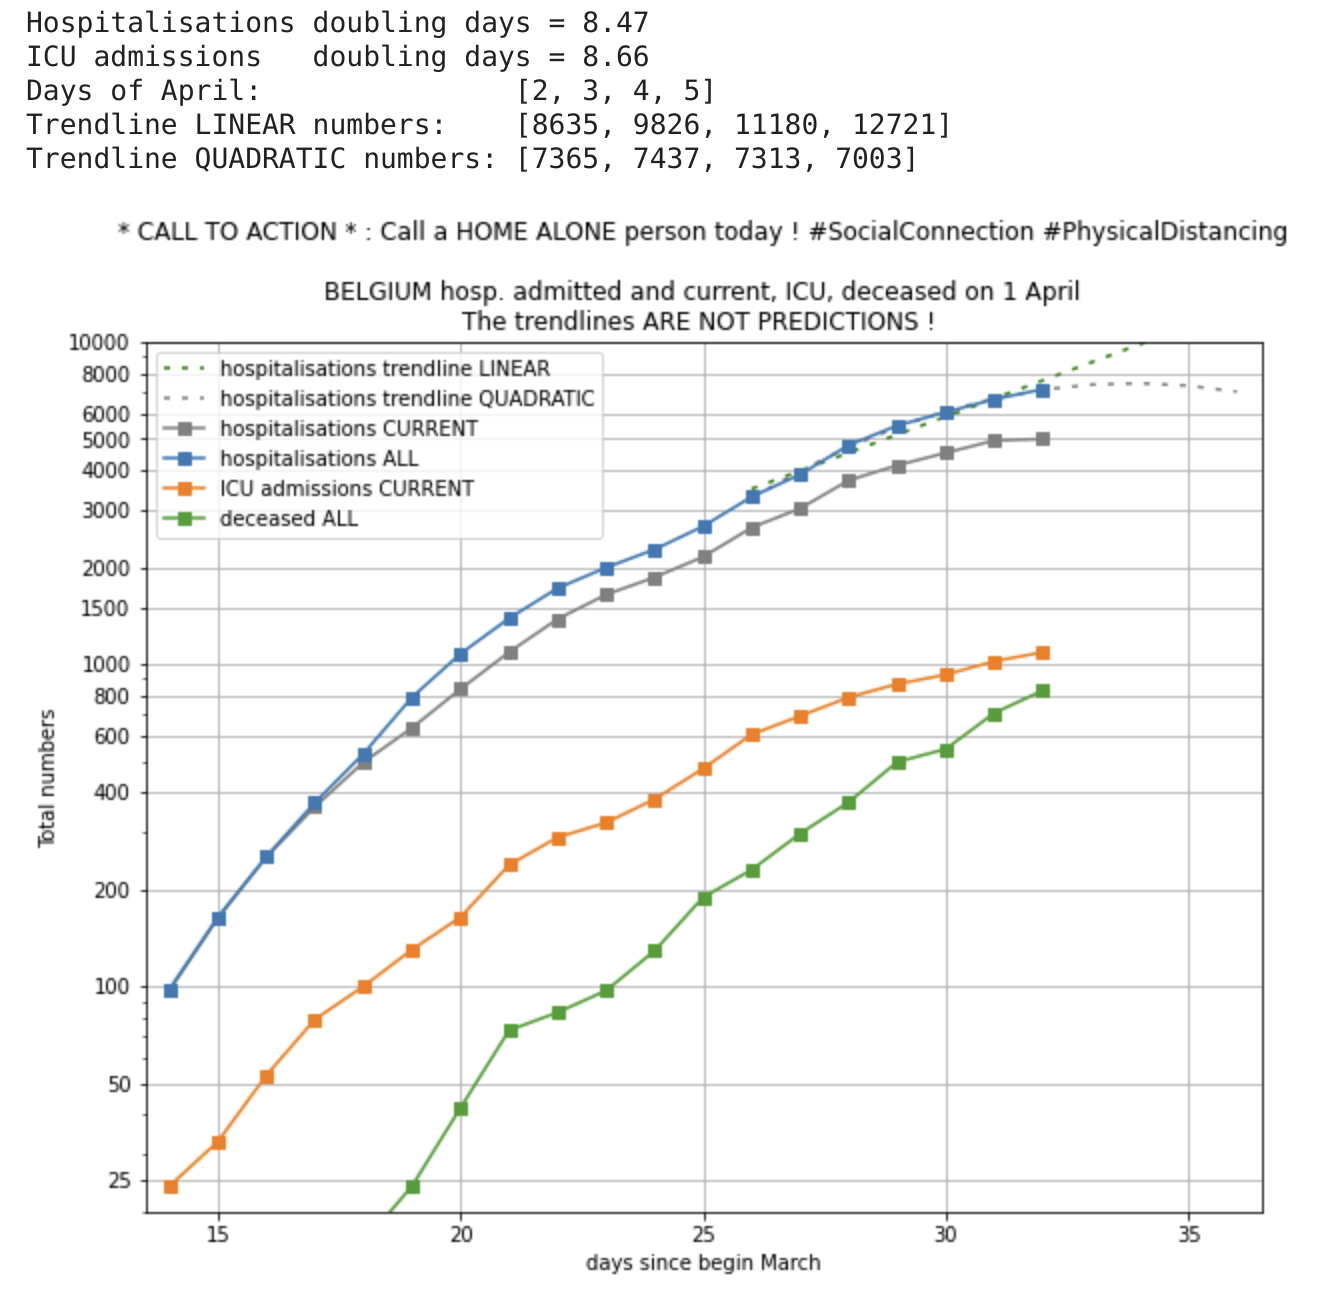 Hospitalisations doubling days = 8.47
ICU admissions   doubling days = 8.66
Days of April:               [2, 3, 4, 5]
Trendline LINEAR numbers:    [8635, 9826, 11180, 12721]
Trendline QUADRATIC numbers: [7365, 7437, 7313, 7003]
* CALL TO ACTION * : Call a HOME ALONE person today ! #SocialConnection #PhysicalDistancing
BELGIUM hosp. admitted and current, ICU, deceased on 1 April
The trendlines ARE NOT PREDICTIONS !
hospitalisations trendline LINEAR
hospitalisations trendline QUADRATIC
hospitalisations CURRENT
hospitalisations ALL
ICU admissions CURRENT
deceased ALL
Total numbers
10000
8000
6000
5000
4000
3000
2000
1500
1000
800
600
400
200
100
50
25
15 20 25 30 35
days since begin March